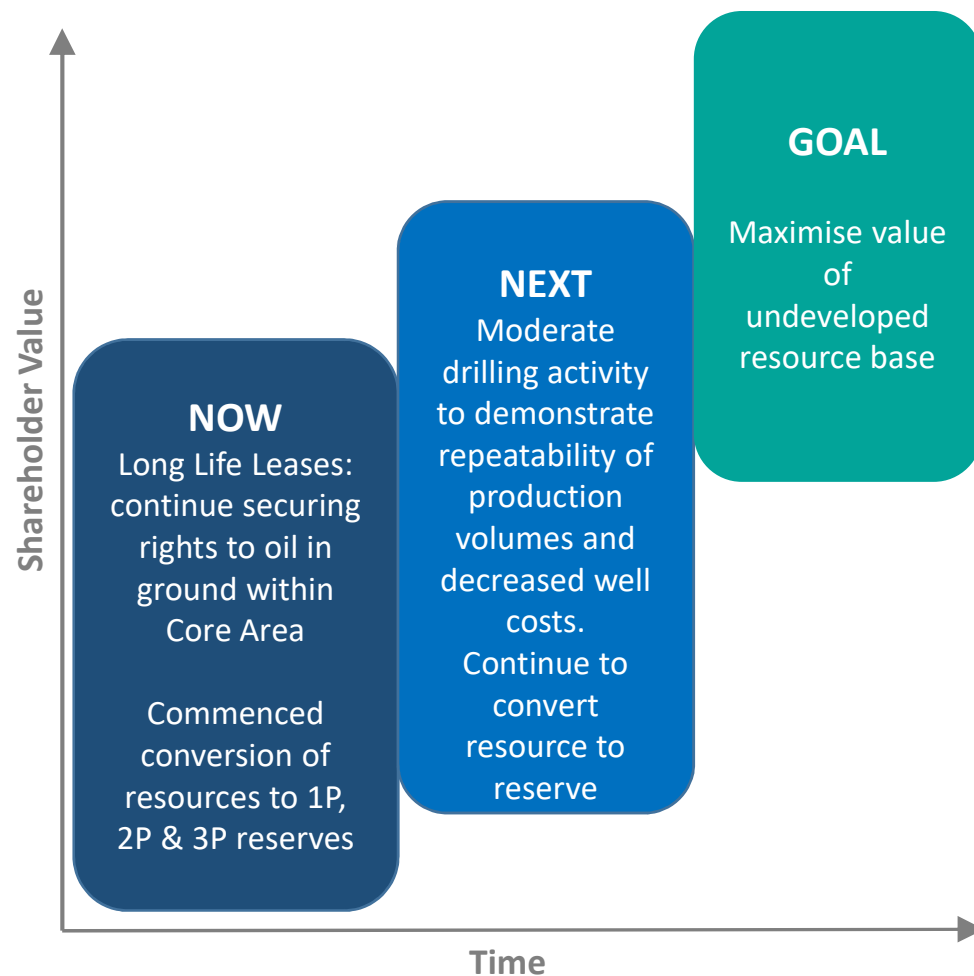 Shareholder Value
NOW
Long Life Leases:
continue securing
rights to oil in
ground within
Core Area
Commenced
conversion of
resources to 1P,
2P & 3P reserves
NEXT
Moderate
drilling activity
to demonstrate
repeatability of
production
volumes and
decreased well
costs.
Continue to
convert
resource to
reserve
GOAL
Maximise value
of
undeveloped
resource base
Time